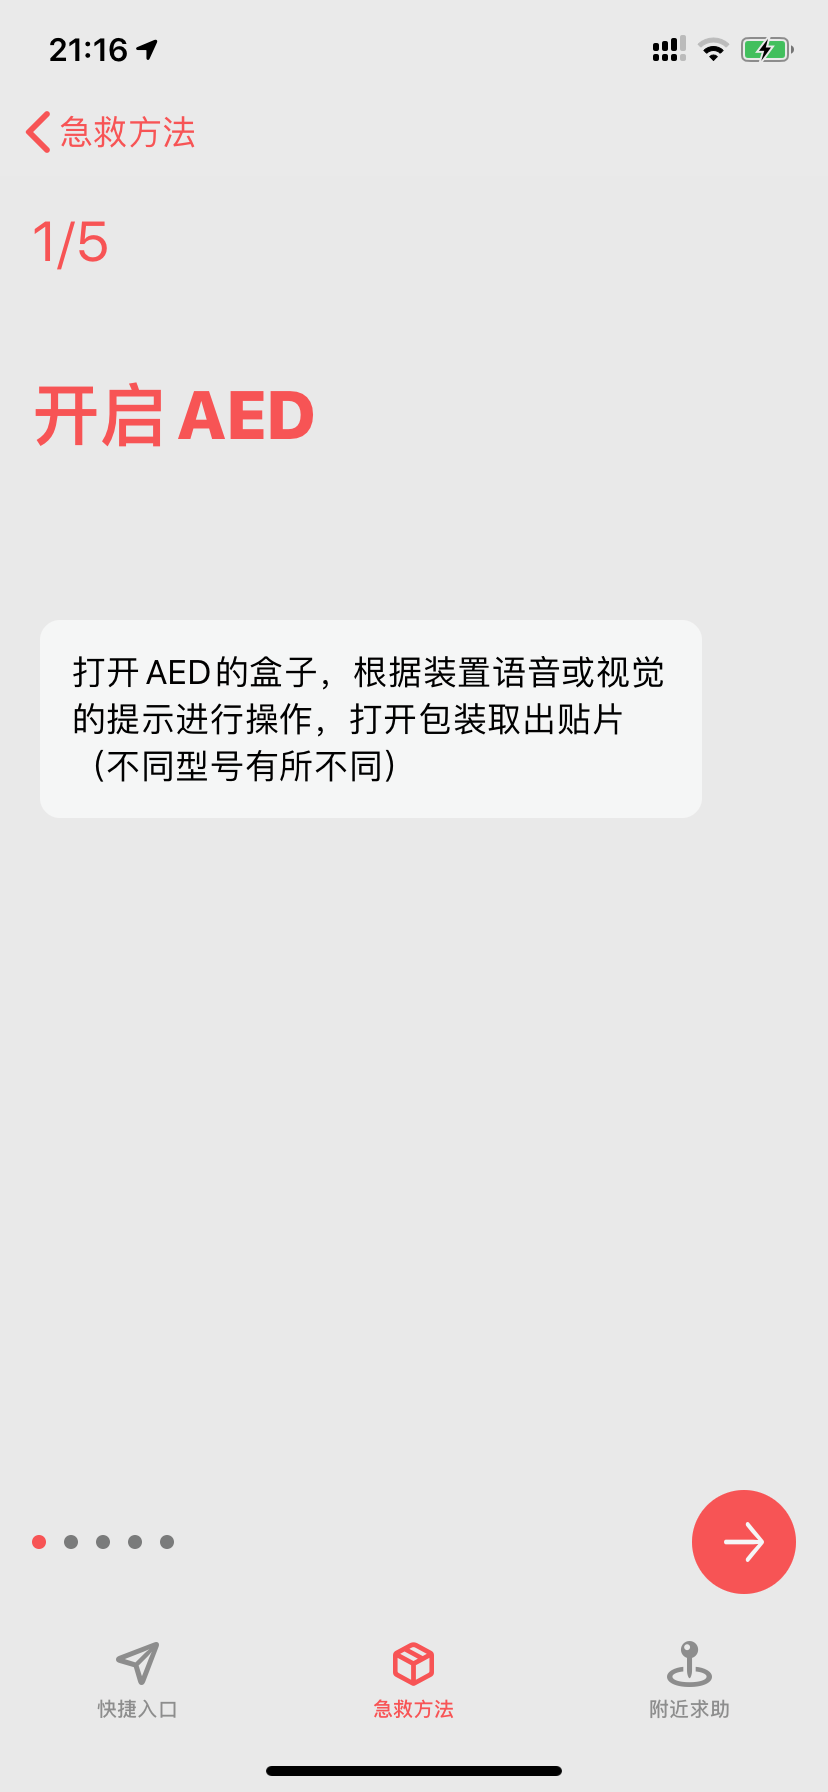 21:16
急救方法
1/5
开启 AED
打开AED的盒子，根据装置语音或视觉
的提示进行操作，打开包装取出贴片
（不同型号有所不同）
快捷入口
急救方法
附近求助